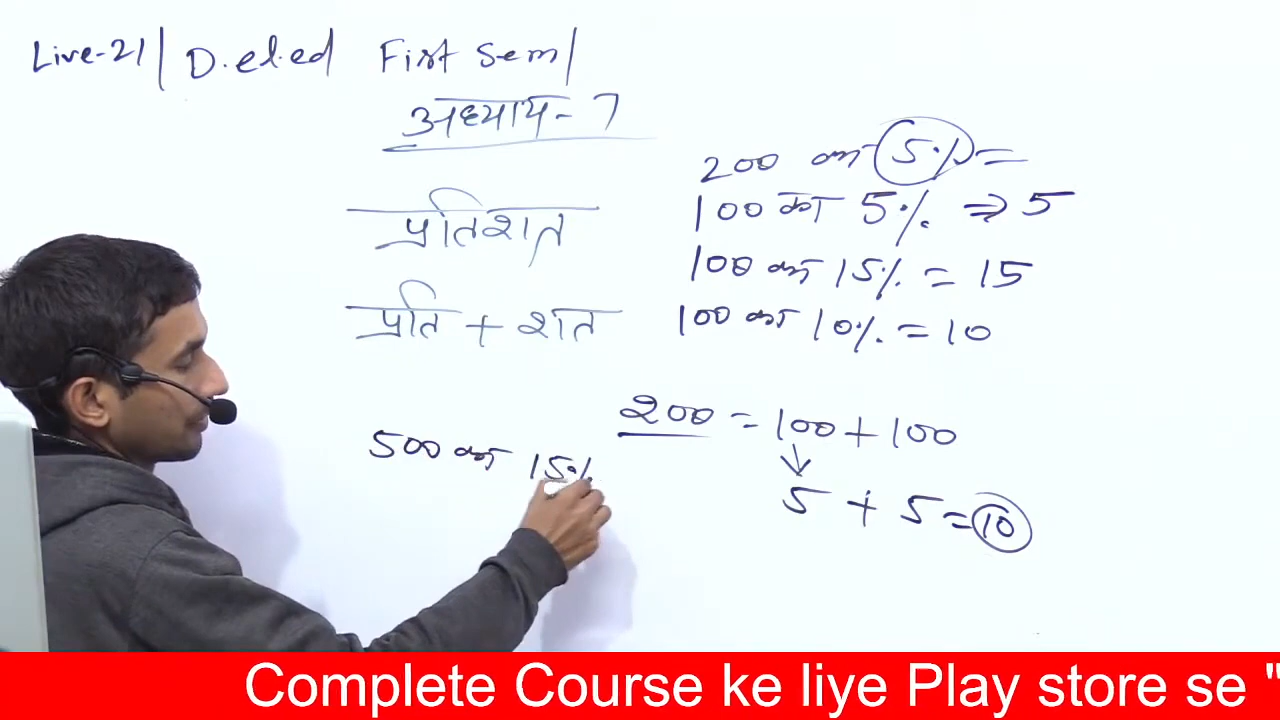 Live-21/ D.el.ed First Sem/
अध्याय - 7
प्रतिशत
प्रति + शत
200 का 5% =
100 का 5% ⇒ 5
100 का 15% = 15
100 का 10% = 10
200 = 100 + 100
↓
5 + 5 = 10
500 का 15%
Complete Course ke liye Play store se "